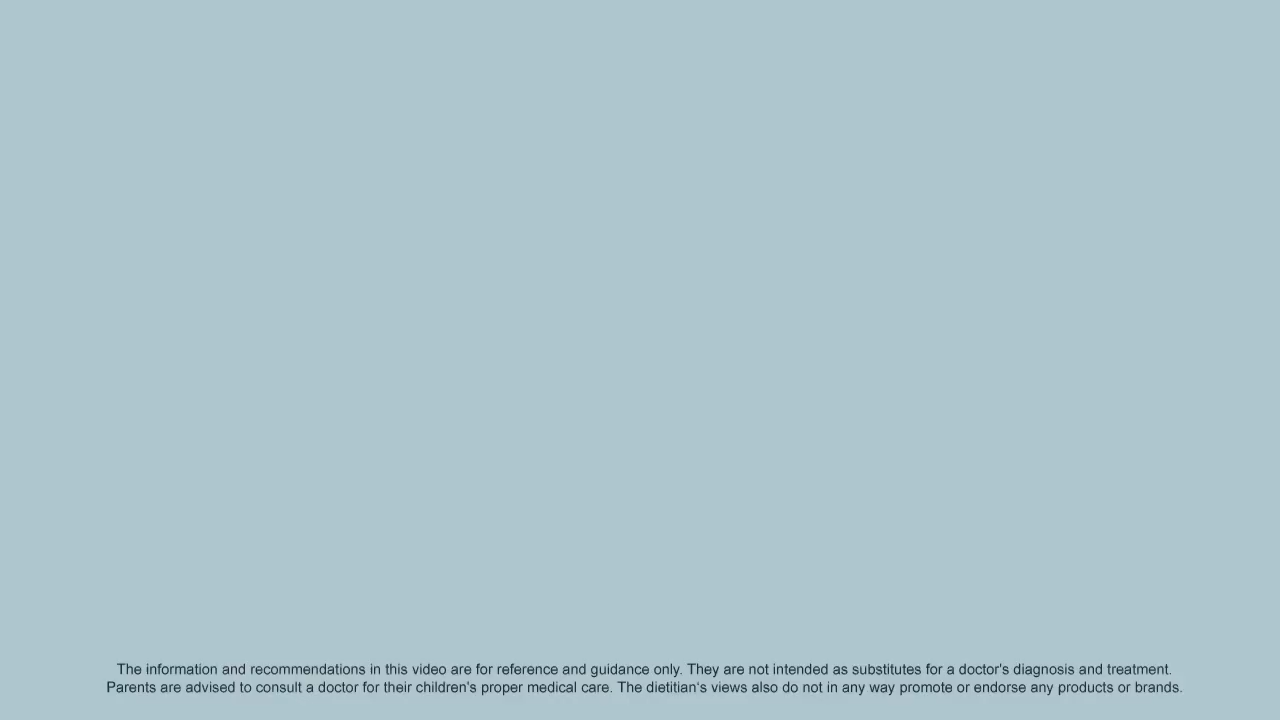 The information and recommendations in this video are for reference and guidance only. They are not intended as substitutes for a doctor's diagnosis and treatment.
Parents are advised to consult a doctor for their children's proper medical care. The dietitian‘s views also do not in any way promote or endorse any products or brands.